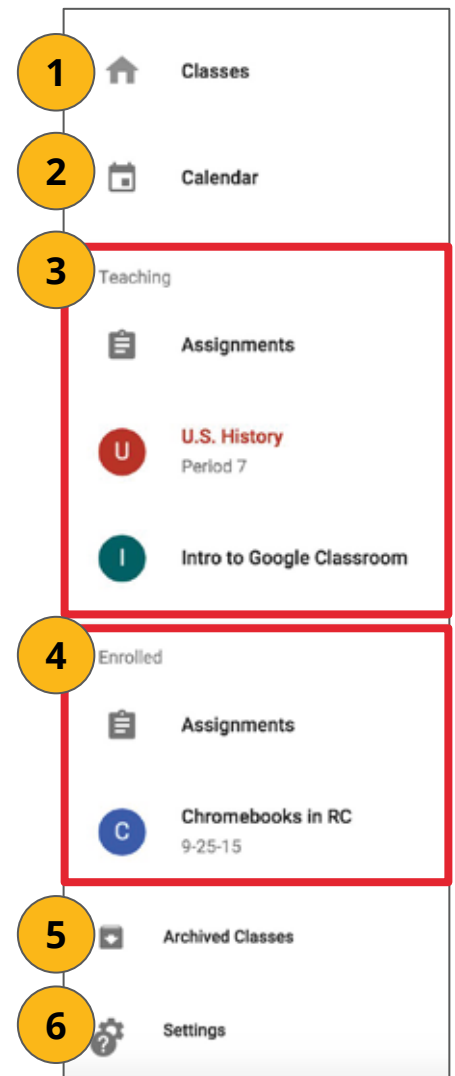 1
Classes
2
Calendar
3
Teaching
Assignments
U
U.S. History
Period 7
I
Intro to Google Classroom
4
Enrolled
Assignments
C
Chromebooks in RC
9-25-15
5
Archived Classes
6
?
Settings